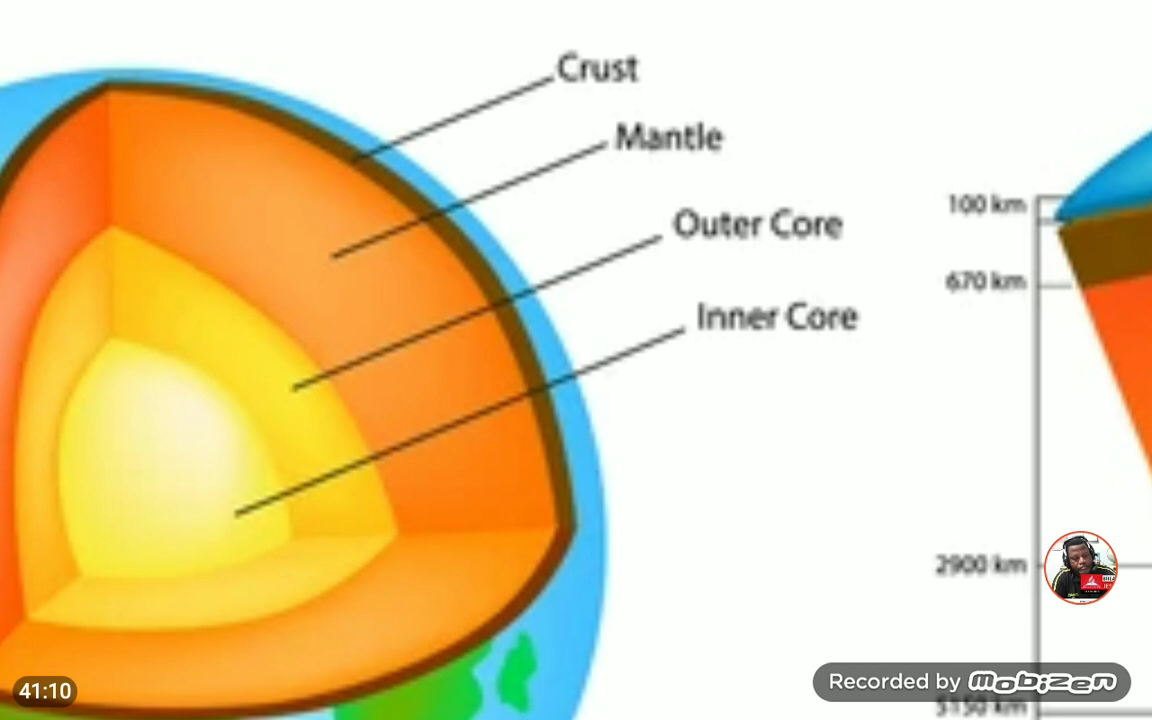 Crust
Mantle
Outer Core
Inner Core
100 km
670 km
2900 km
5150 km
41:10
Recorded by Mobizen